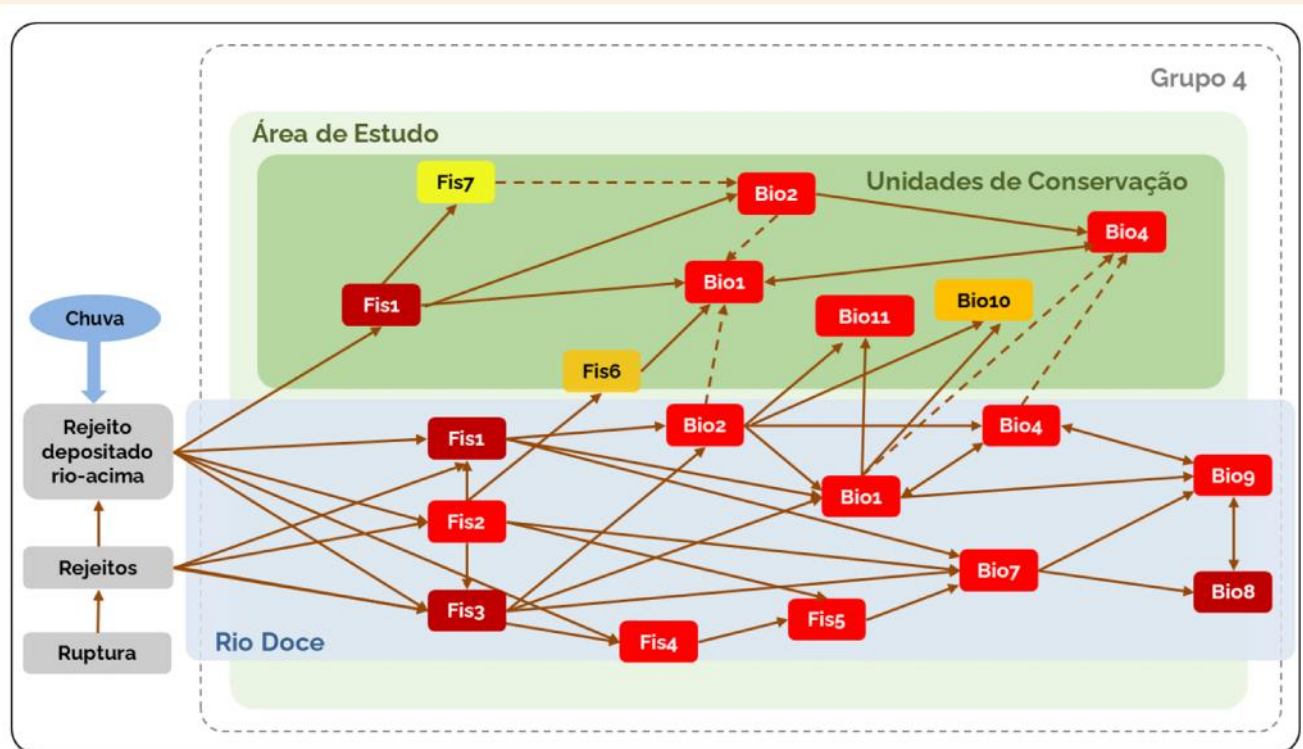 Grupo 4
Área de Estudo
Unidades de Conservação
Fis7
Bio2
Bio4
Bio1
Fis1
Bio10
Bio11
Chuva
Fis6
Rejeito
depositado
rio-acima
Fis1
Bio2
Bio4
Bio9
Bio1
Fis2
Rejeitos
Bio7
Bio8
Fis3
Fis5
Fis4
Rio Doce
Ruptura